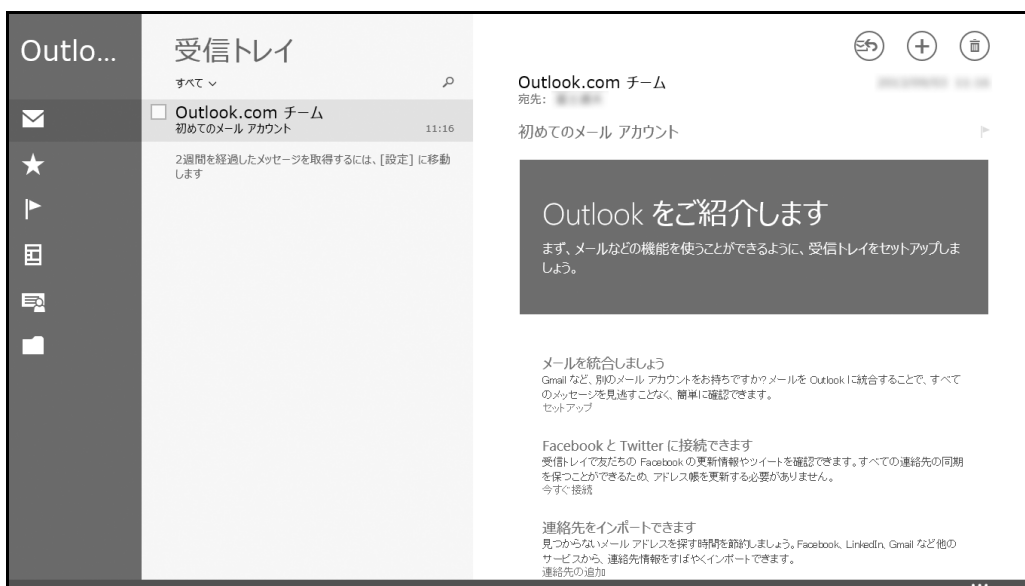 Outlo...
受信トレイ
すべて
Outlook.com チーム
初めてのメール アカウント
11:16
2週間を経過したメッセージを取得するには、[設定] に移動
します
Outlook.com チーム
宛先:
初めてのメール アカウント
Outlook をご紹介します
まず、メールなどの機能を使うことができるように、受信トレイをセットアップしま
しょう。
メールを統合しましょう
Gmail など、別のメール アカウントをお持ちですか? メールを Outlook に統合することで、すべて
のメッセージを見逃すことなく、簡単に確認できます。
セットアップ
Facebook と Twitter に接続できます
受信トレイで友だちの Facebook の更新情報やツイートを確認できます。すべての連絡先の同期
を保つことができるため、アドレス帳を更新する必要がありません。
今すぐ接続
連絡先をインポートできます
見つからないメール アドレスを探す時間を節約しましょう。Facebook、LinkedIn、Gmail など他の
サービスから、連絡先情報をすばやくインポートできます。
連絡先の追加